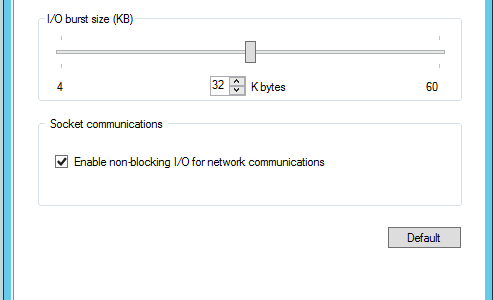 I/O burst size (KB)
4 32 K bytes 60
Socket communications
Enable non-blocking I/O for network communications
Default